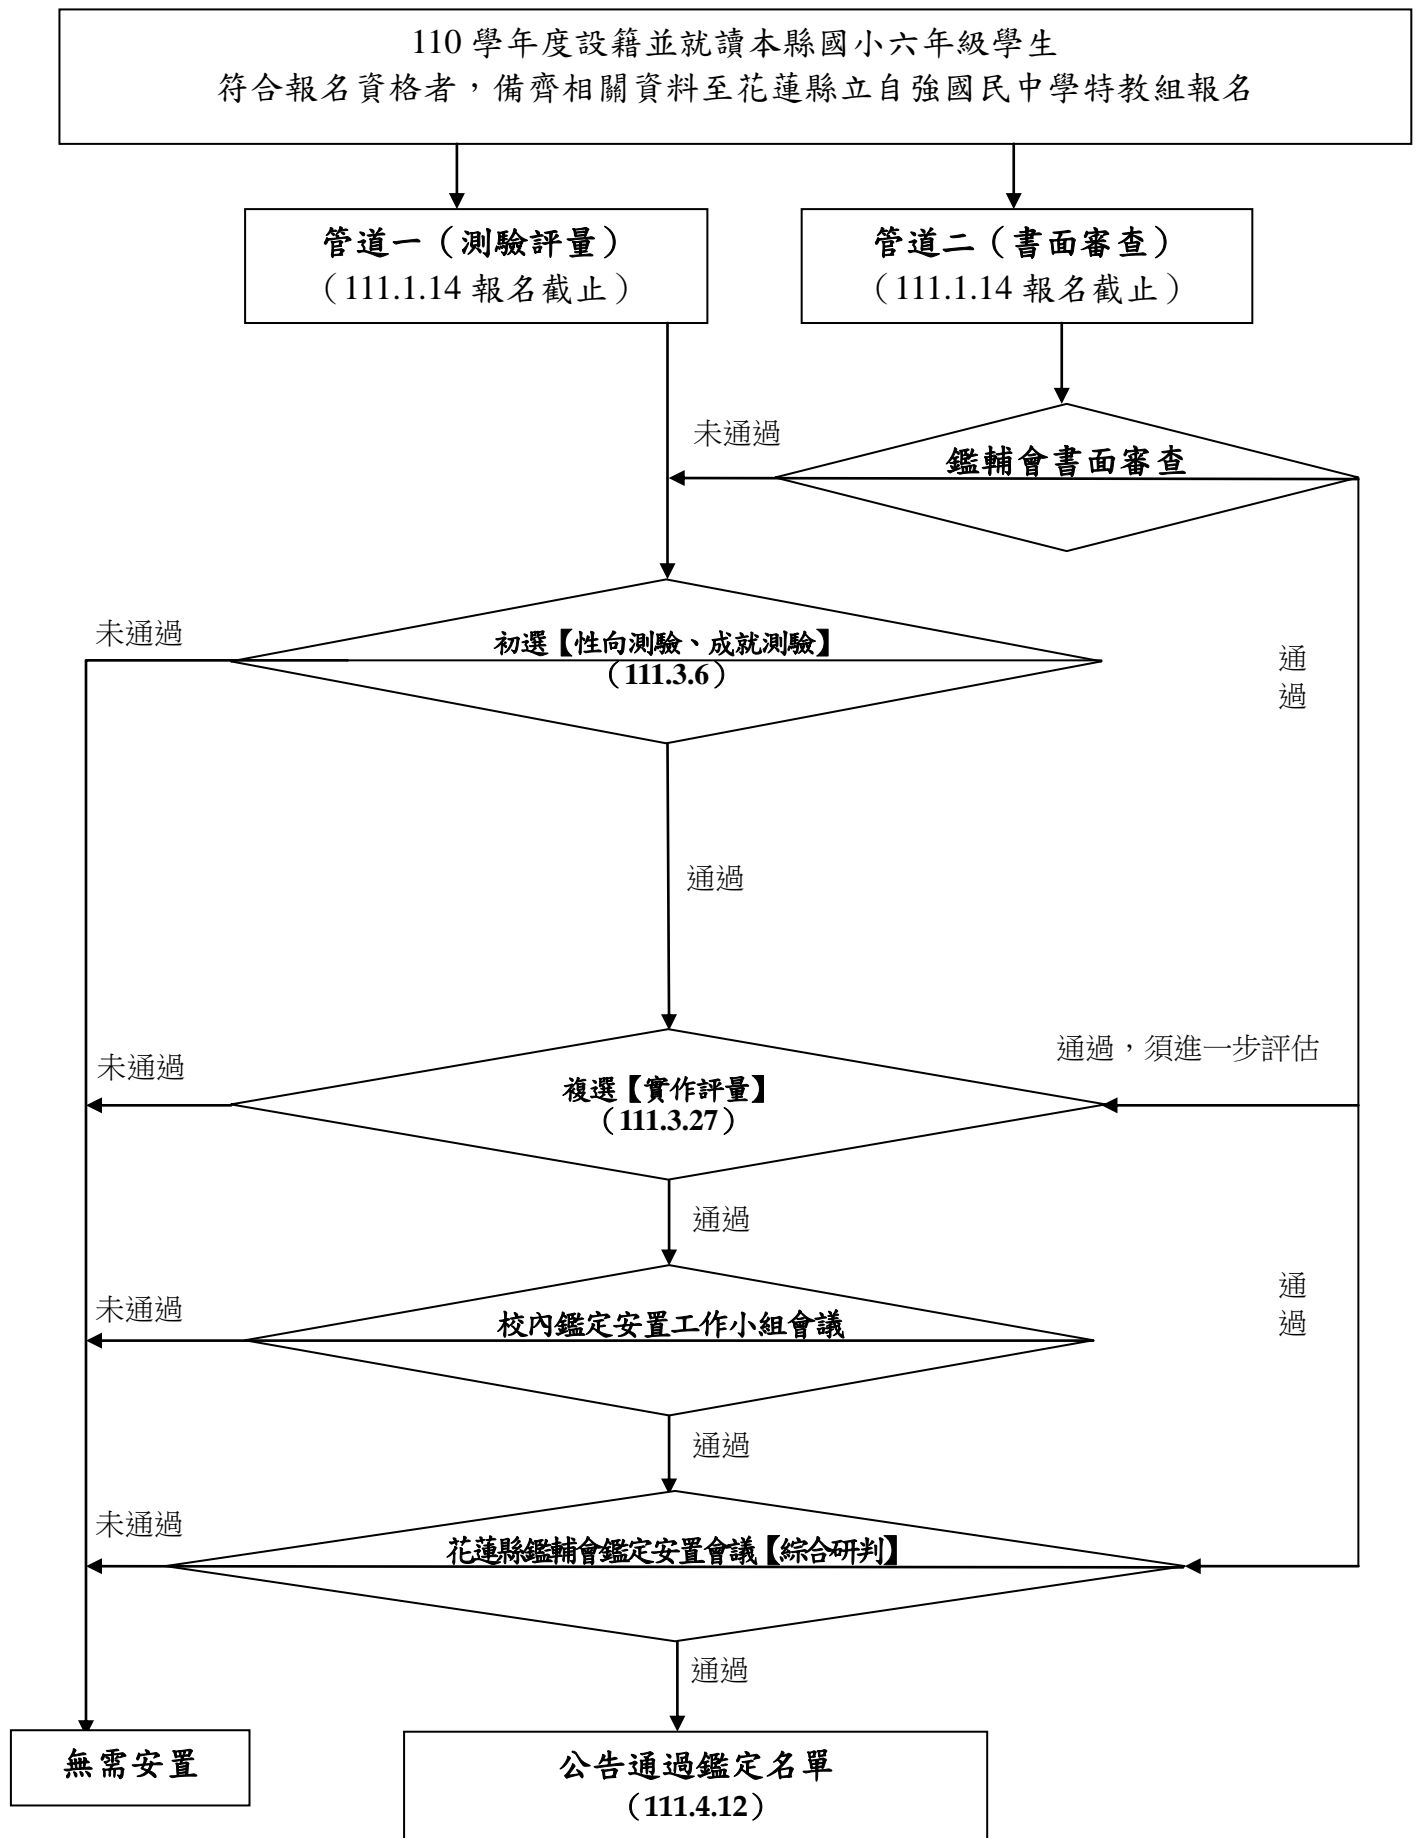 110 學年度設籍並就讀本縣國小六年級學生
符合報名資格者，備齊相關資料至花蓮縣立自強國民中學特教組報名
管道一（測驗評量）
（111.1.14 報名截止）
管道二（書面審查）
（111.1.14 報名截止）
未通過
鑑輔會書面審查
未通過
初選【性向測驗、成就測驗】
（111.3.6）
通
過
通過
通過，須進一步評估
未通過
複選【實作評量】
（111.3.27）
通過
通
過
未通過
校內鑑定安置工作小組會議
通過
未通過
花蓮縣鑑輔會鑑定安置會議【綜合研判】
通過
無需安置
公告通過鑑定名單
（111.4.12）